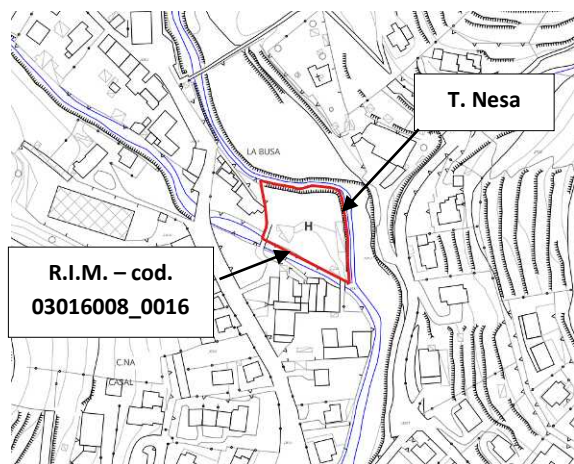 T. Nesa
LA BUSA
H
R.I.M. – cod.
03016008_0016
C.NA
CASAL